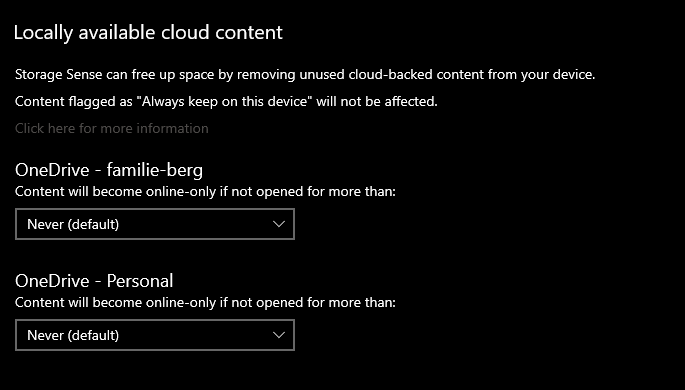 Locally available cloud content
Storage Sense can free up space by removing unused cloud-backed content from your device.
Content flagged as "Always keep on this device" will not be affected.
Click here for more information
OneDrive - familie-berg
Content will become online-only if not opened for more than:
Never (default)
OneDrive - Personal
Content will become online-only if not opened for more than:
Never (default)